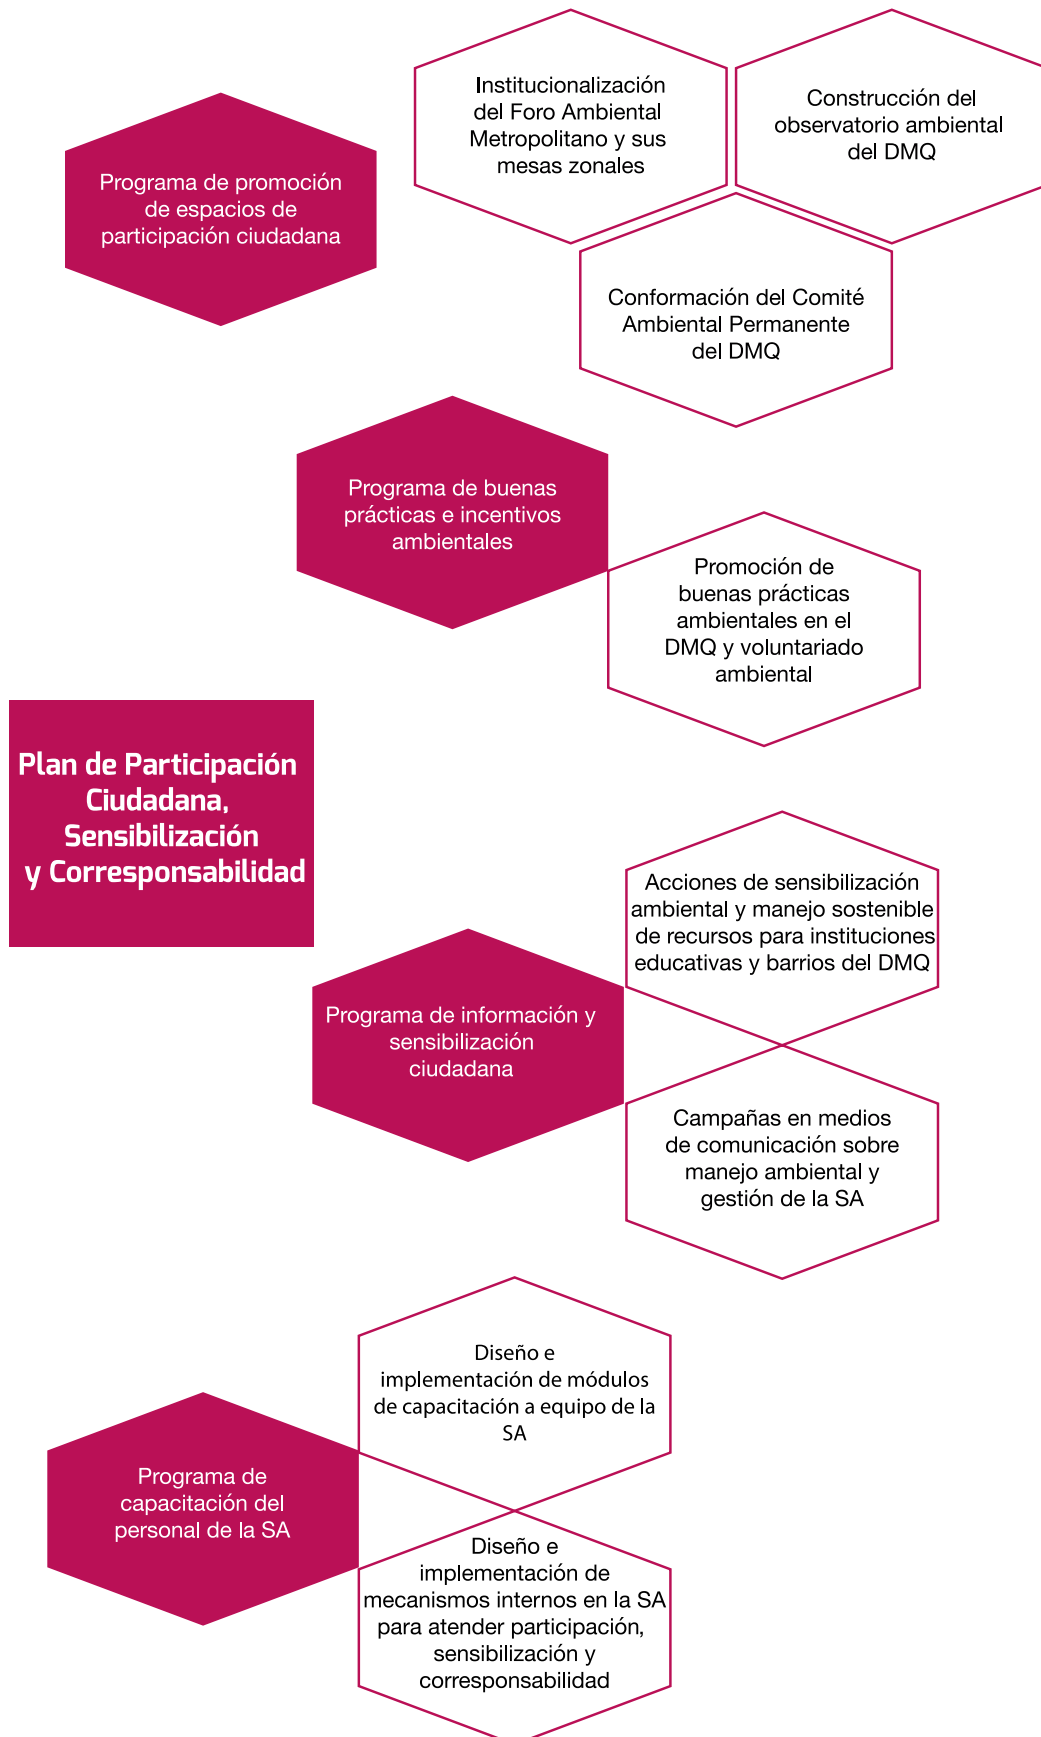 Institucionalización
del Foro Ambiental
Metropolitano y sus
mesas zonales
Construcción del
observatorio ambiental
del DMQ
Programa de promoción
de espacios de
participación ciudadana
Conformación del Comité
Ambiental Permanente
del DMQ
Programa de buenas
prácticas e incentivos
ambientales
Promoción de
buenas prácticas
ambientales en el
DMQ y voluntariado
ambiental
Plan de Participación
Ciudadana,
Sensibilización
y Corresponsabilidad
Acciones de sensibilización
ambiental y manejo sostenible
de recursos para instituciones
educativas y barrios del DMQ
Programa de información y
sensibilización
ciudadana
Campañas en medios
de comunicación sobre
manejo ambiental y
gestión de la SA
Diseño e
implementación de módulos
de capacitación a equipo de la
SA
Programa de
capacitación del
personal de la SA
Diseño e
implementación de
mecanismos internos en la SA
para atender participación,
sensibilización y
corresponsabilidad